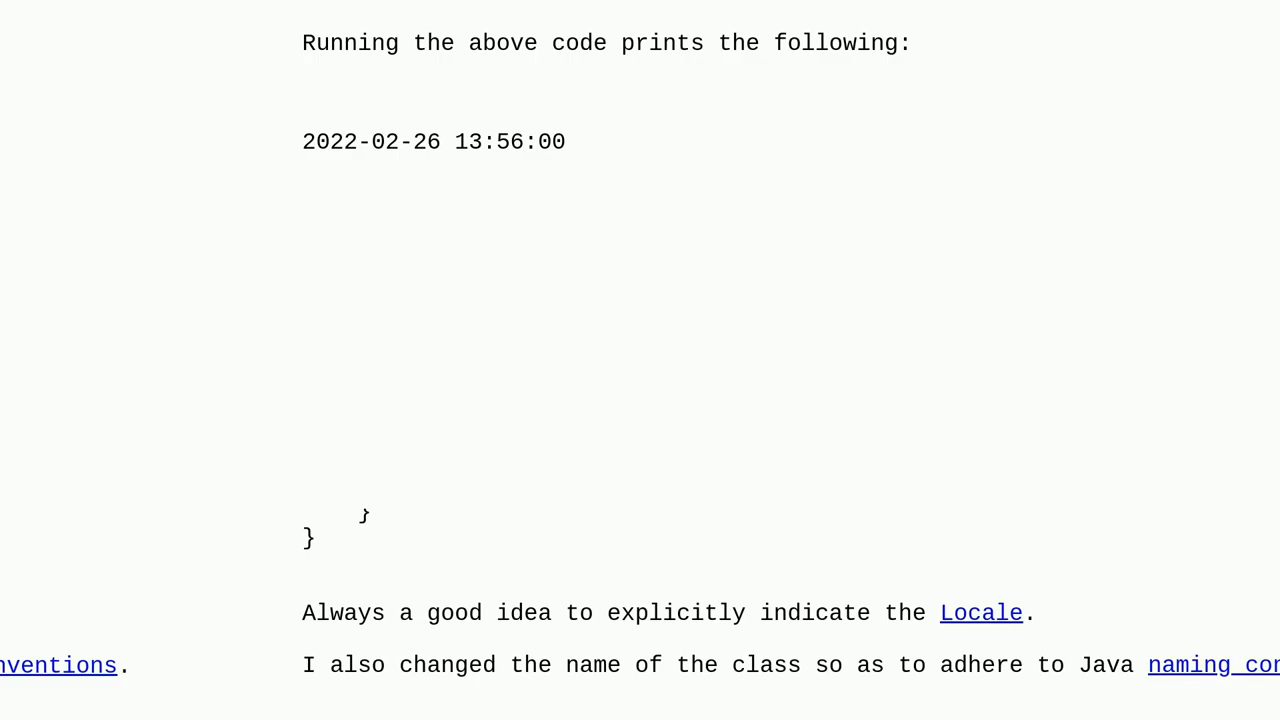 Running the above code prints the following:
2022-02-26 13:56:00
}
}
Always a good idea to explicitly indicate the Locale.
nventions. I also changed the name of the class so as to adhere to Java naming con